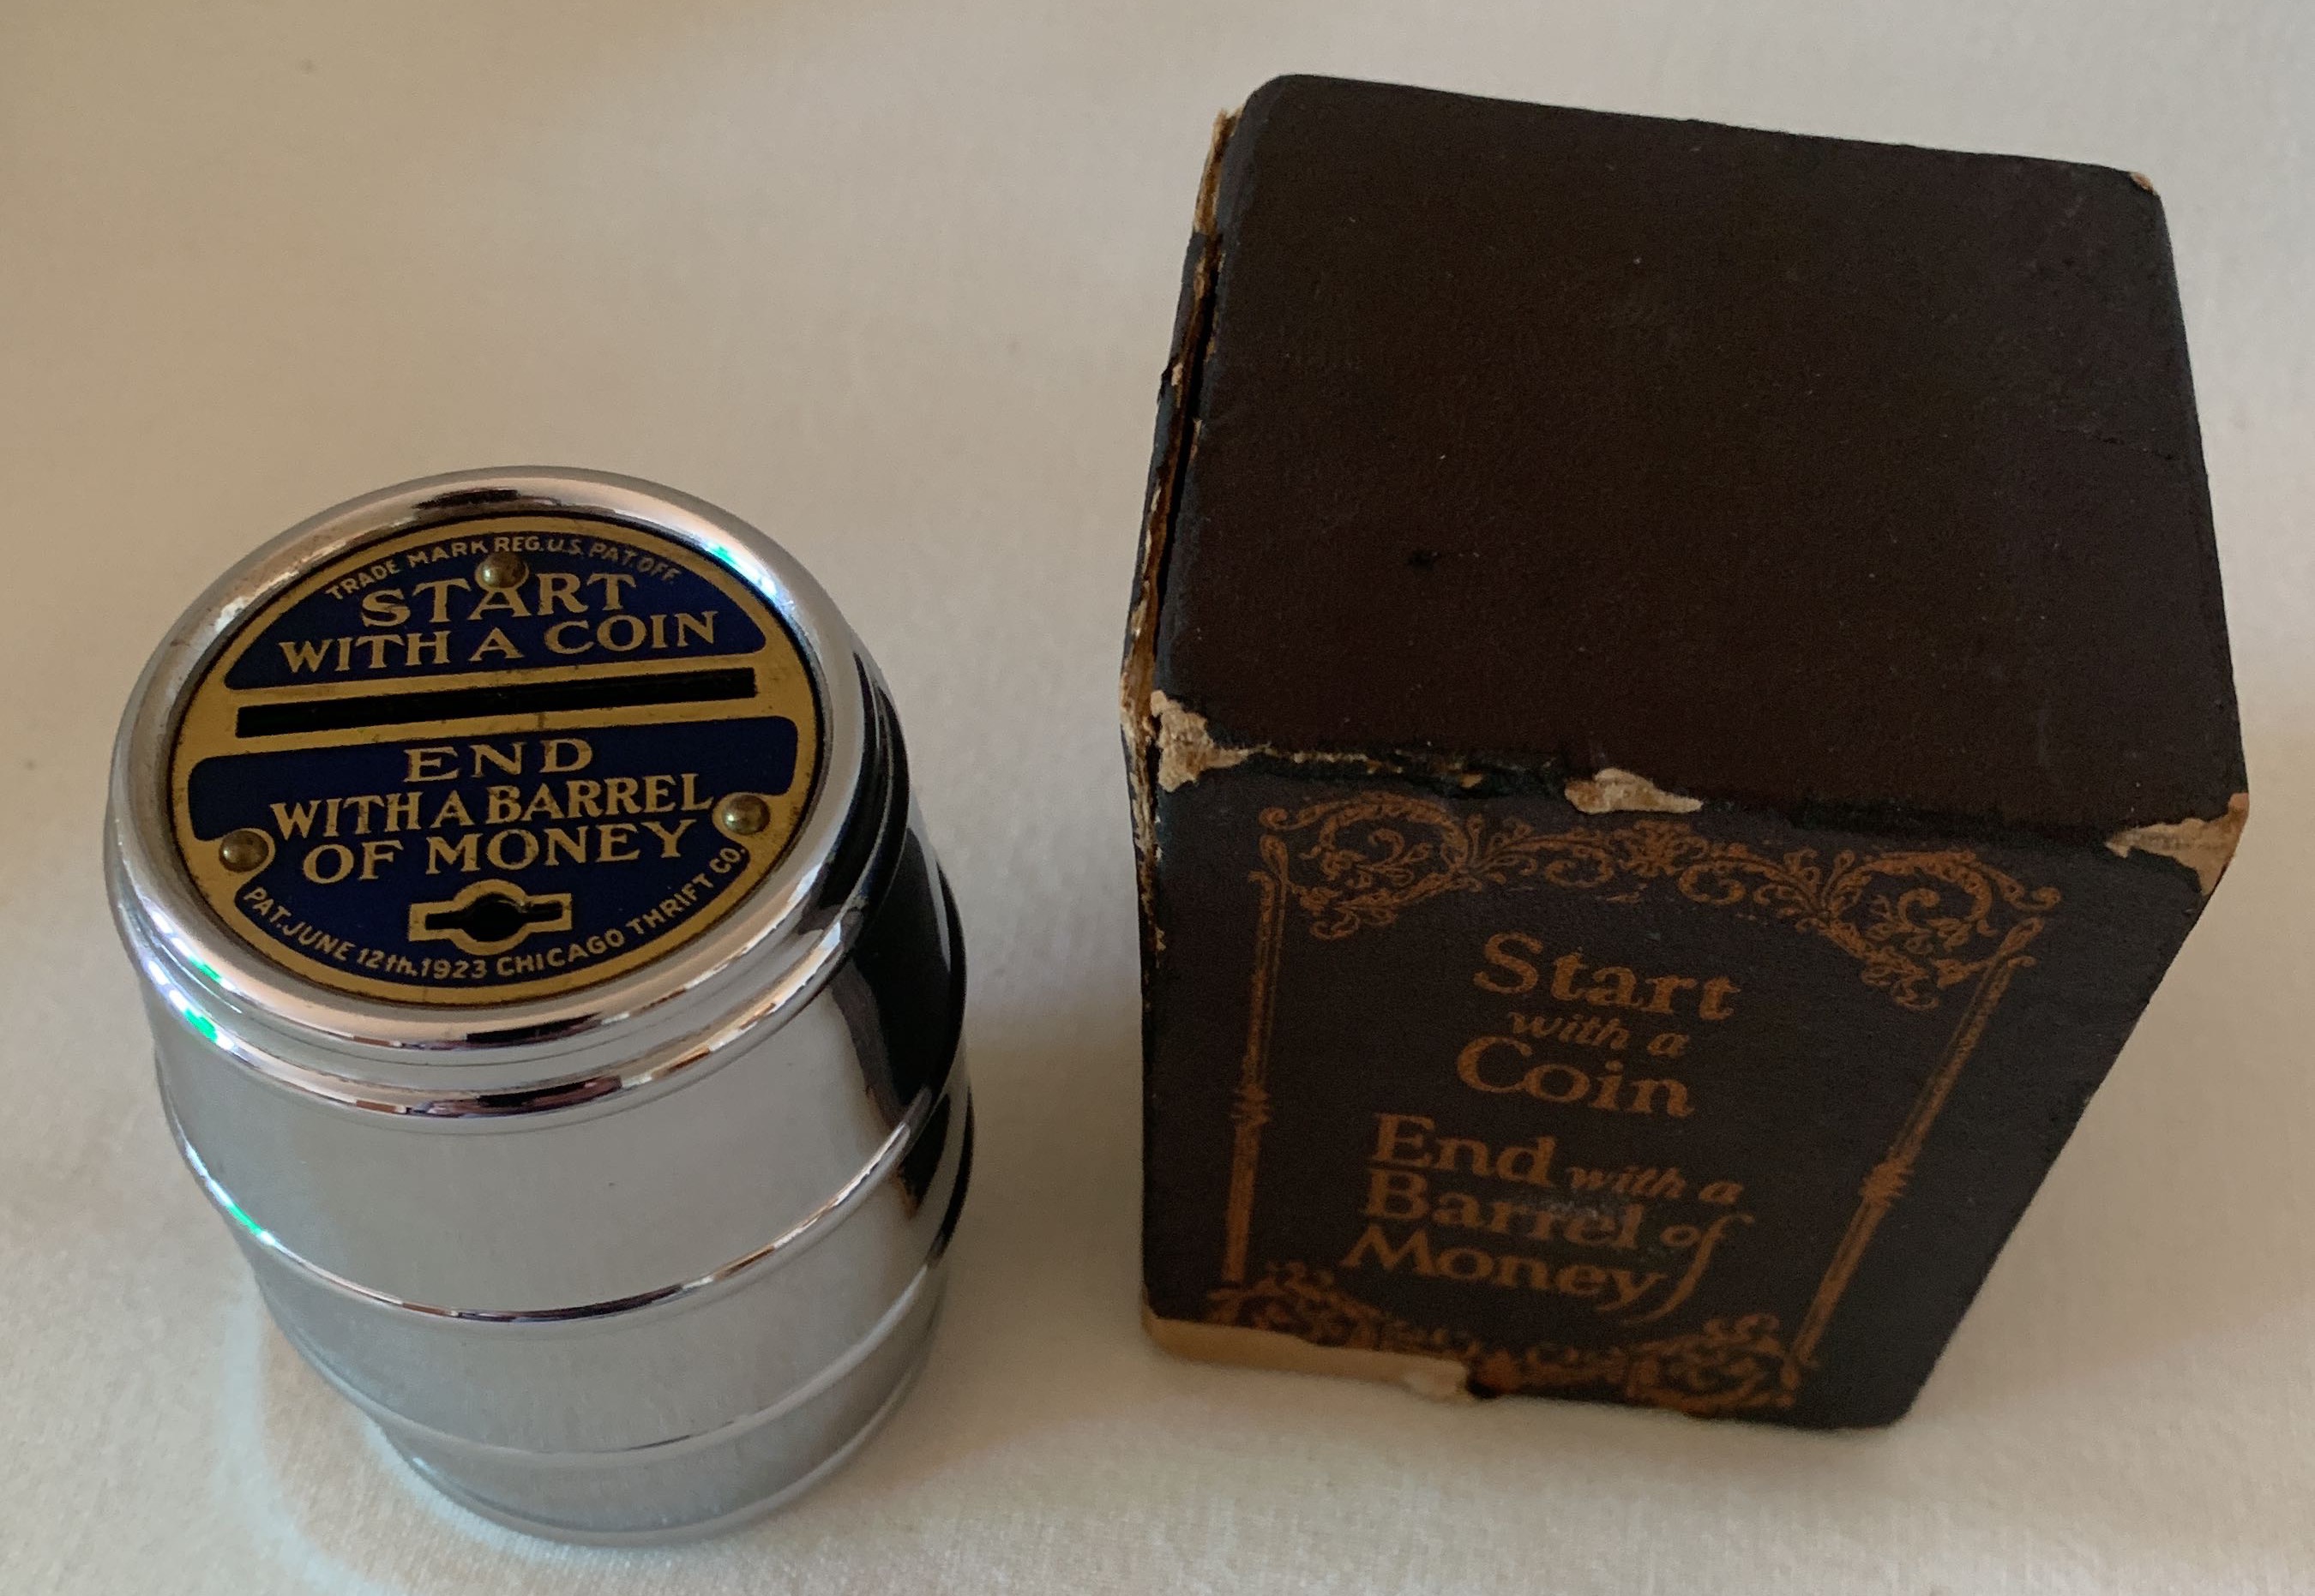 TRADE MARK REG. U.S. PAT. OFF.
START
WITH A COIN
END
WITH A BARREL
OF MONEY
PAT. JUNE 12th. 1923 CHICAGO THRIFT CO.
Start
with a
Coin
End with a
Barrel of
Money